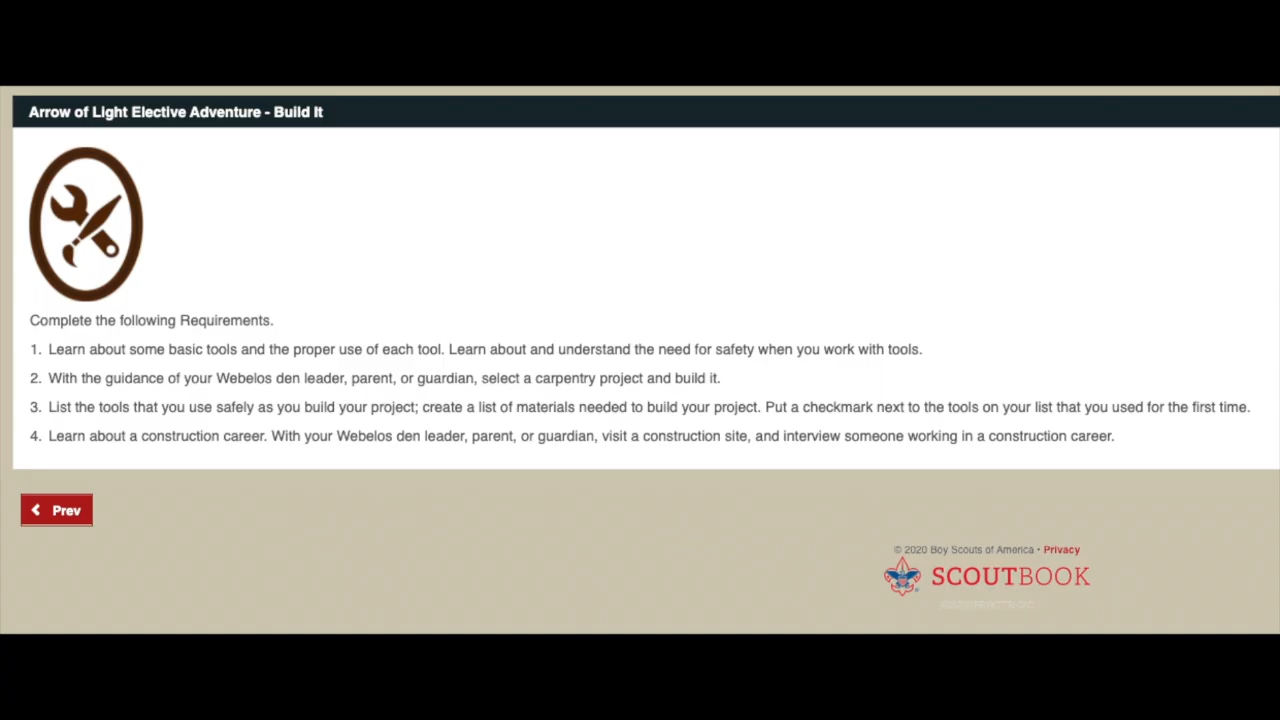 Arrow of Light Elective Adventure - Build It
Complete the following Requirements.
1. Learn about some basic tools and the proper use of each tool. Learn about and understand the need for safety when you work with tools.
2. With the guidance of your Webelos den leader, parent, or guardian, select a carpentry project and build it.
3. List the tools that you use safely as you build your project; create a list of materials needed to build your project. Put a checkmark next to the tools on your list that you used for the first time.
4. Learn about a construction career. With your Webelos den leader, parent, or guardian, visit a construction site, and interview someone working in a construction career.
Prev
© 2020 Boy Scouts of America • Privacy
SCOUTBOOK